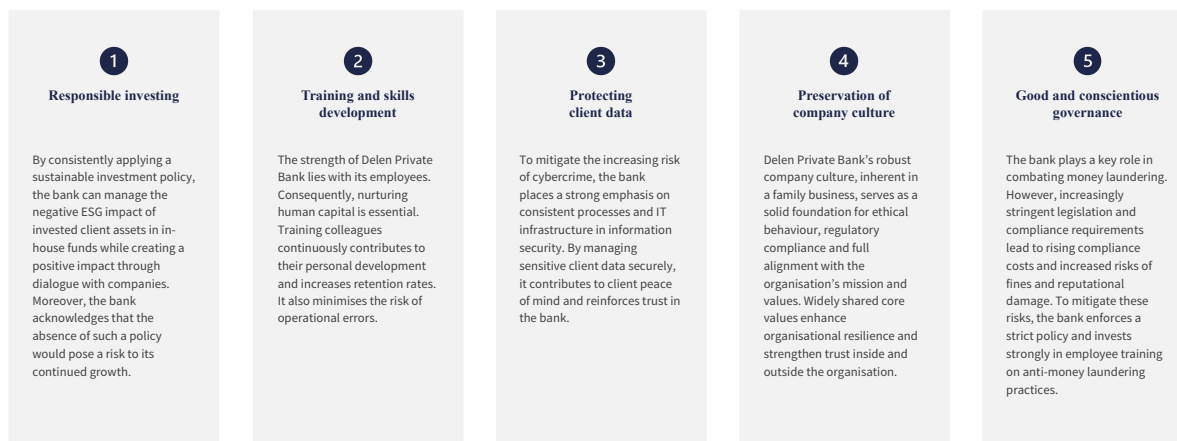 1
Responsible investing
By consistently applying a
sustainable investment policy,
the bank can manage the
negative ESG impact of
invested client assets in in-
house funds while creating a
positive impact through
dialogue with companies.
Moreover, the bank
acknowledges that the
absence of such a policy
would pose a risk to its
continued growth.
2
Training and skills
development
The strength of Delen Private
Bank lies with its employees.
Consequently, nurturing
human capital is essential.
Training colleagues
continuously contributes to
their personal development
and increases retention rates.
It also minimises the risk of
operational errors.
3
Protecting
client data
To mitigate the increasing risk
of cybercrime, the bank
places a strong emphasis on
consistent processes and IT
infrastructure in information
security. By managing
sensitive client data securely,
it contributes to client peace
of mind and reinforces trust in
the bank.
4
Preservation of
company culture
Delen Private Bank’s robust
company culture, inherent in
a family business, serves as a
solid foundation for ethical
behaviour, regulatory
compliance and full
alignment with the
organisation’s mission and
values. Widely shared core
values enhance
organisational resilience and
strengthen trust inside and
outside the organisation.
5
Good and conscientious
governance
The bank plays a key role in
combating money laundering.
However, increasingly
stringent legislation and
compliance requirements
lead to rising compliance
costs and increased risks of
fines and reputational
damage. To mitigate these
risks, the bank enforces a
strict policy and invests
strongly in employee training
on anti-money laundering
practices.